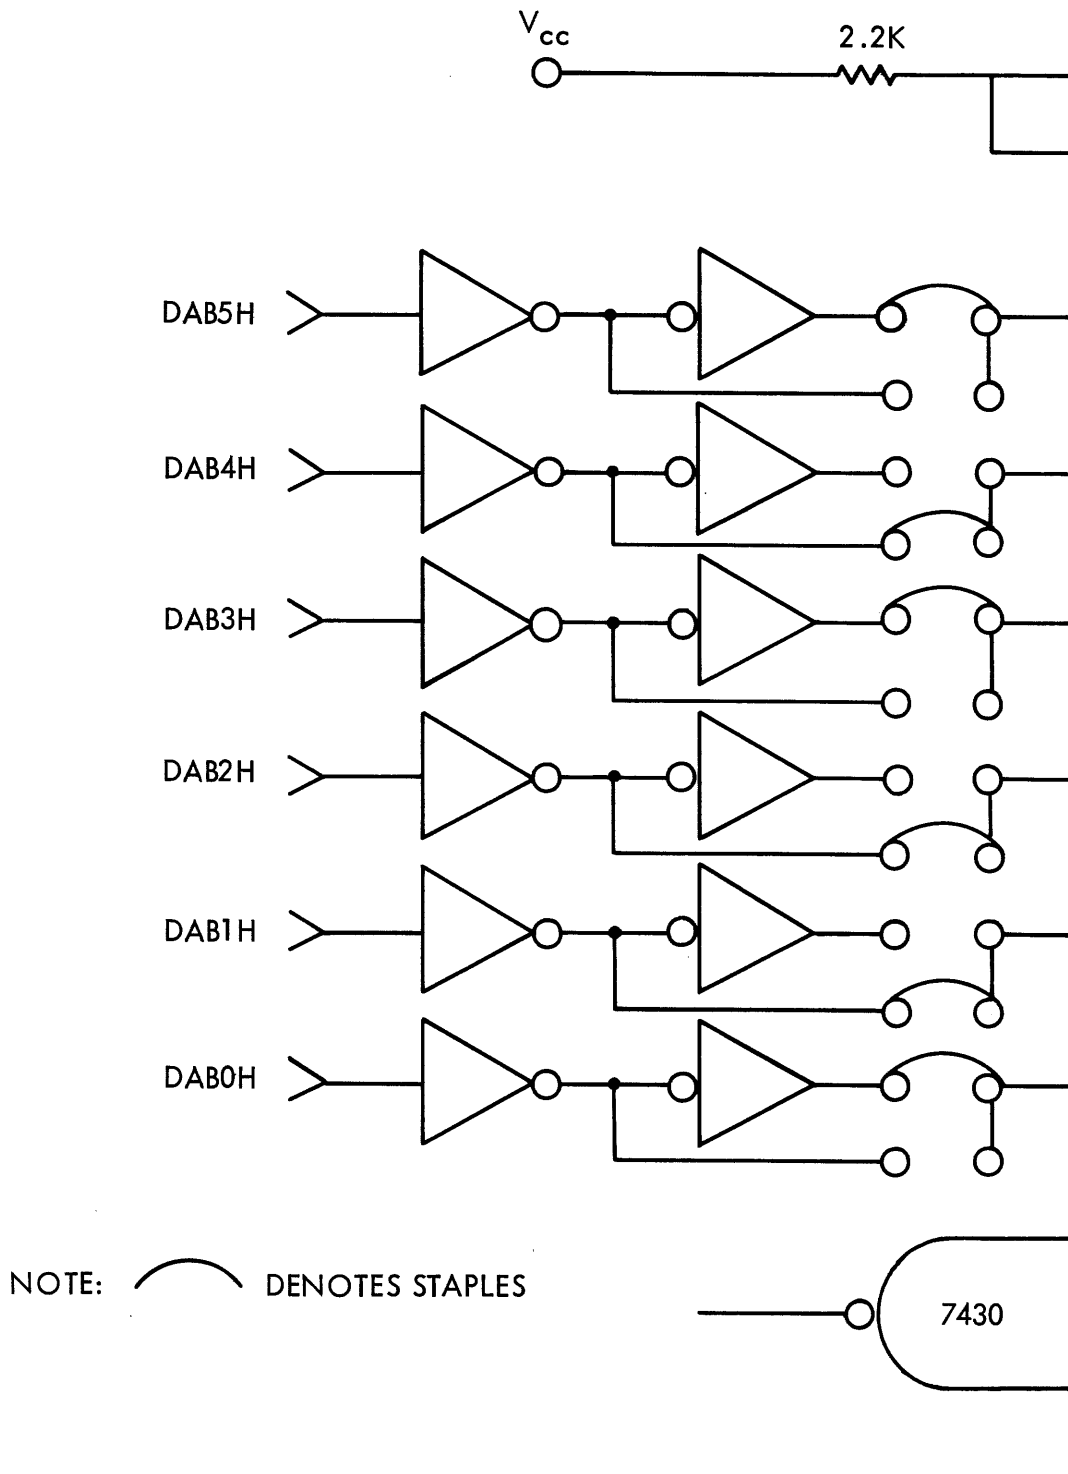 Vcc
2.2K
DAB5H
DAB4H
DAB3H
DAB2H
DAB1H
DAB0H
NOTE: DENOTES STAPLES
7430